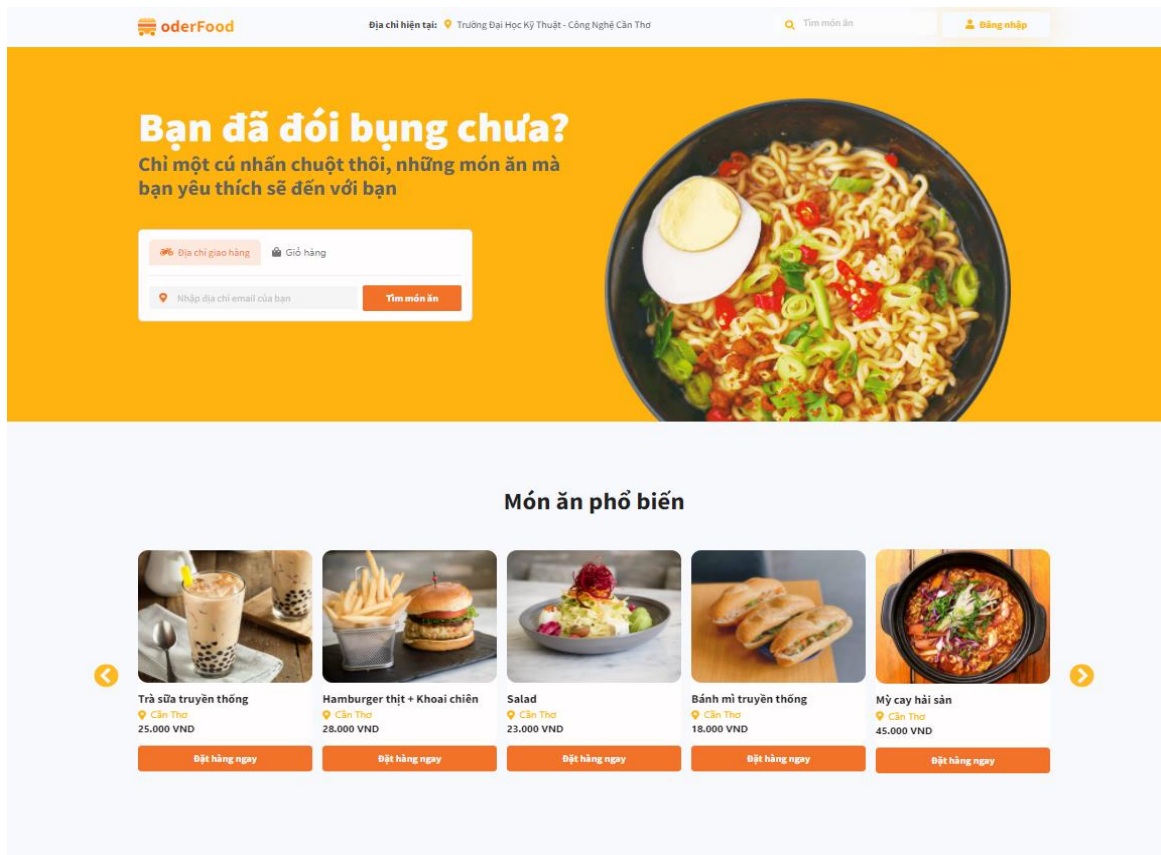 oderFood
Địa chỉ hiện tại: Trường Đại Học Kỹ Thuật - Công Nghệ Cần Thơ
Tìm món ăn
Đăng nhập
Bạn đã đói bụng chưa?
Chỉ một cú nhấn chuột thôi, những món ăn mà
bạn yêu thích sẽ đến với bạn
Địa chỉ giao hàng
Giỏ hàng
Nhập địa chỉ email của bạn
Tìm món ăn
Món ăn phổ biến
Trà sữa truyền thống
Cần Thơ
25.000 VND
Đặt hàng ngay
Hamburger thịt + Khoai chiên
Cần Thơ
28.000 VND
Đặt hàng ngay
Salad
Cần Thơ
23.000 VND
Đặt hàng ngay
Bánh mì truyền thống
Cần Thơ
18.000 VND
Đặt hàng ngay
Mỳ cay hải sản
Cần Thơ
45.000 VND
Đặt hàng ngay